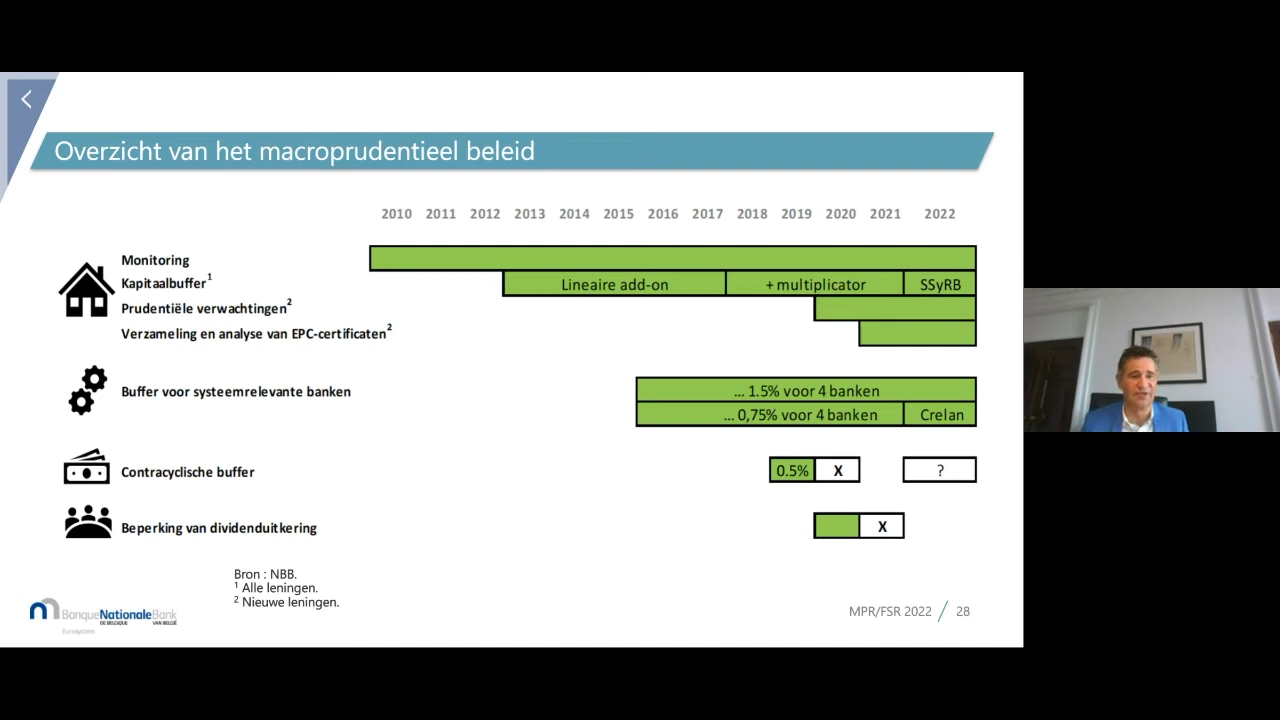 Overzicht van het macroprudentieel beleid
2010 2011 2012 2013 2014 2015 2016 2017 2018 2019 2020 2021 2022
Monitoring
Kapitaalbuffer¹ Lineaire add-on + multiplicator SSyRB
Prudentiële verwachtingen²
Verzameling en analyse van EPC-certificaten²
Buffer voor systeemrelevante banken ... 1.5% voor 4 banken
... 0,75% voor 4 banken Crelan
Contracyclische buffer 0.5% X ?
Beperking van dividenduitkering X
Bron : NBB.
¹ Alle leningen.
² Nieuwe leningen.
BanqueNationaleBank
DE BELGIQUE VAN BELGIË
Eurosystem
MPR/FSR 2022 / 28